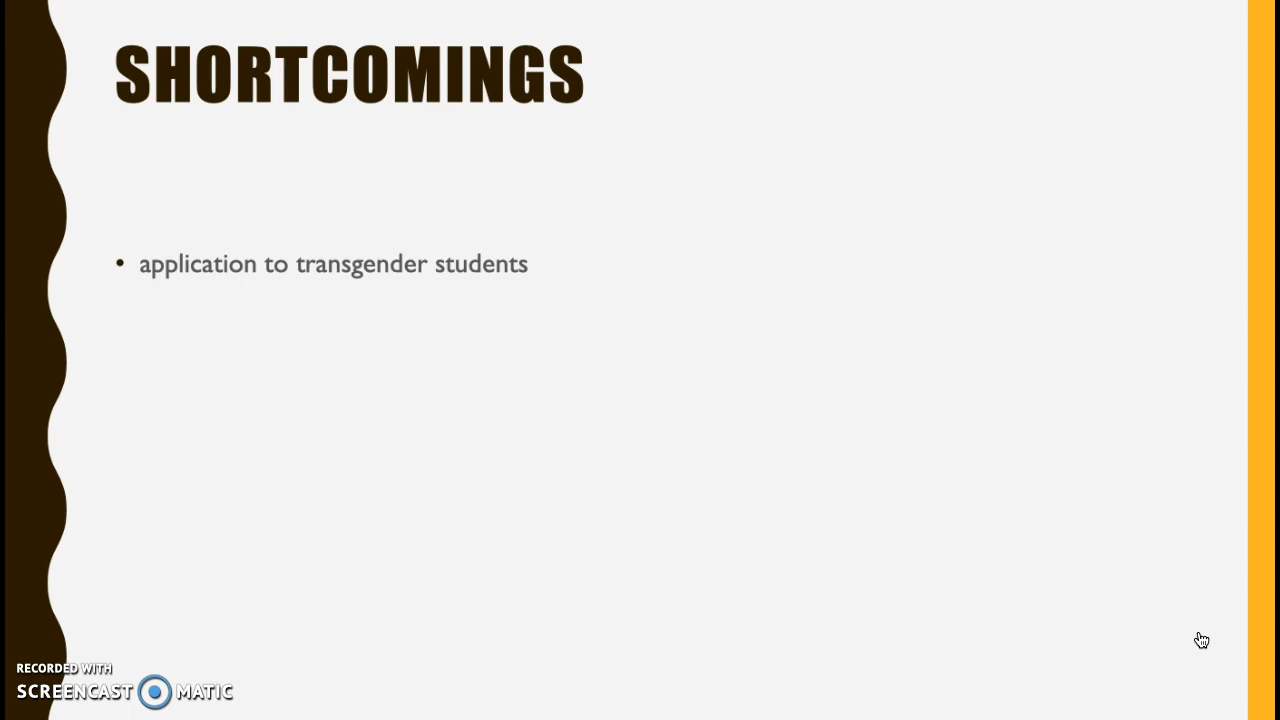 SHORTCOMINGS
• application to transgender students
RECORDED WITH
SCREENCAST MATIC